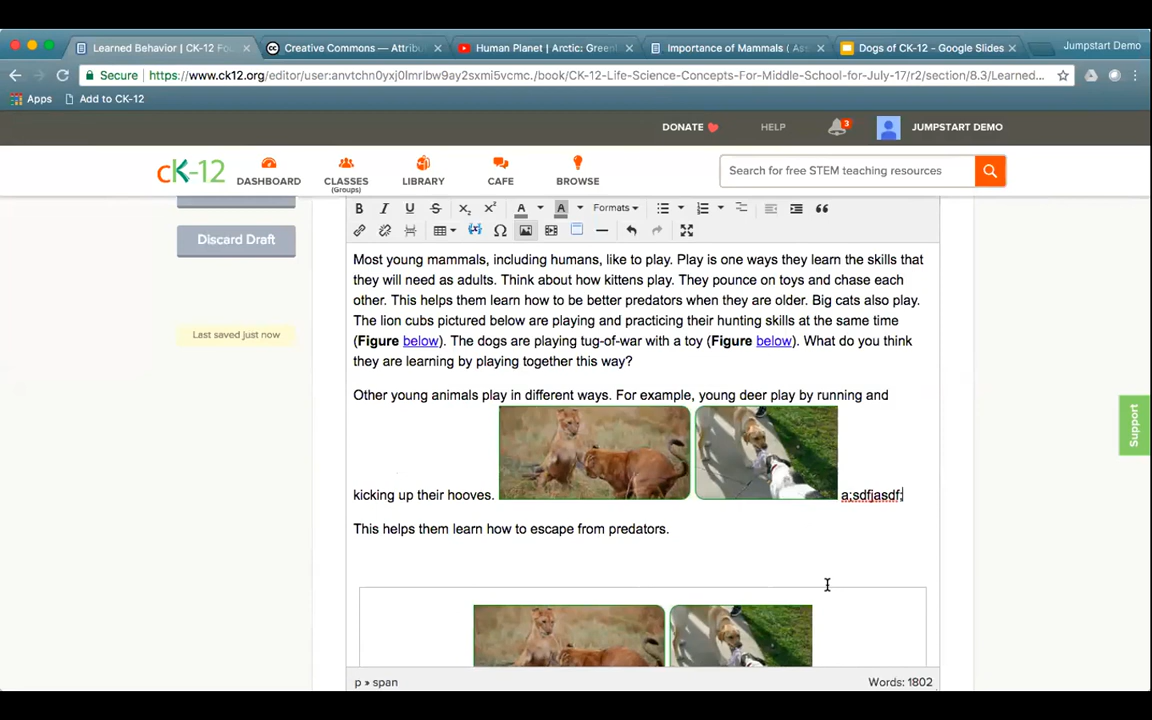 Learned Behavior | CK-12 Fou
Creative Commons — Attribu
Human Planet | Arctic: Green
Importance of Mammals ( As
Dogs of CK-12 - Google Slides
Jumpstart Demo
Secure
https://www.ck12.org/editor/user:anvtchn0yxj0lmrlbw9ay2sxmi5vcmc./book/CK-12-Life-Science-Concepts-For-Middle-School-for-July-17/r2/section/8.3/Learned...
Apps
Add to CK-12
DONATE
HELP
3
JUMPSTART DEMO
cK-12
DASHBOARD
CLASSES
(Groups)
LIBRARY
CAFE
BROWSE
Search for free STEM teaching resources
Formats
Discard Draft
Last saved just now
Most young mammals, including humans, like to play. Play is one ways they learn the skills that
they will need as adults. Think about how kittens play. They pounce on toys and chase each
other. This helps them learn how to be better predators when they are older. Big cats also play.
The lion cubs pictured below are playing and practicing their hunting skills at the same time
(Figure below). The dogs are playing tug-of-war with a toy (Figure below). What do you think
they are learning by playing together this way?
Other young animals play in different ways. For example, young deer play by running and
kicking up their hooves. a;sdfjasdf;
This helps them learn how to escape from predators.
Support
p » span
Words: 1802